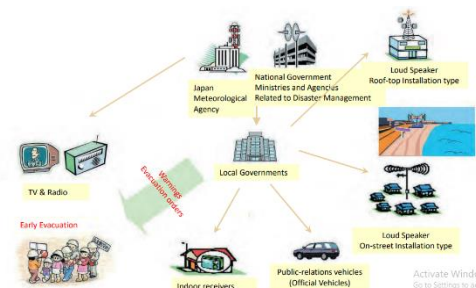 Japan
Meteorological
Agency
National Government
Ministries and Agencies
Related to Disaster Management
Loud Speaker
Roof-top Installation type
TV & Radio
Warnings
Evacuation orders
Local Governments
Loud Speaker
On-street Installation type
Early Evacuation
Indoor receivers
Public-relations vehicles
(Official Vehicles)
Activate Windo
Go to Settings to